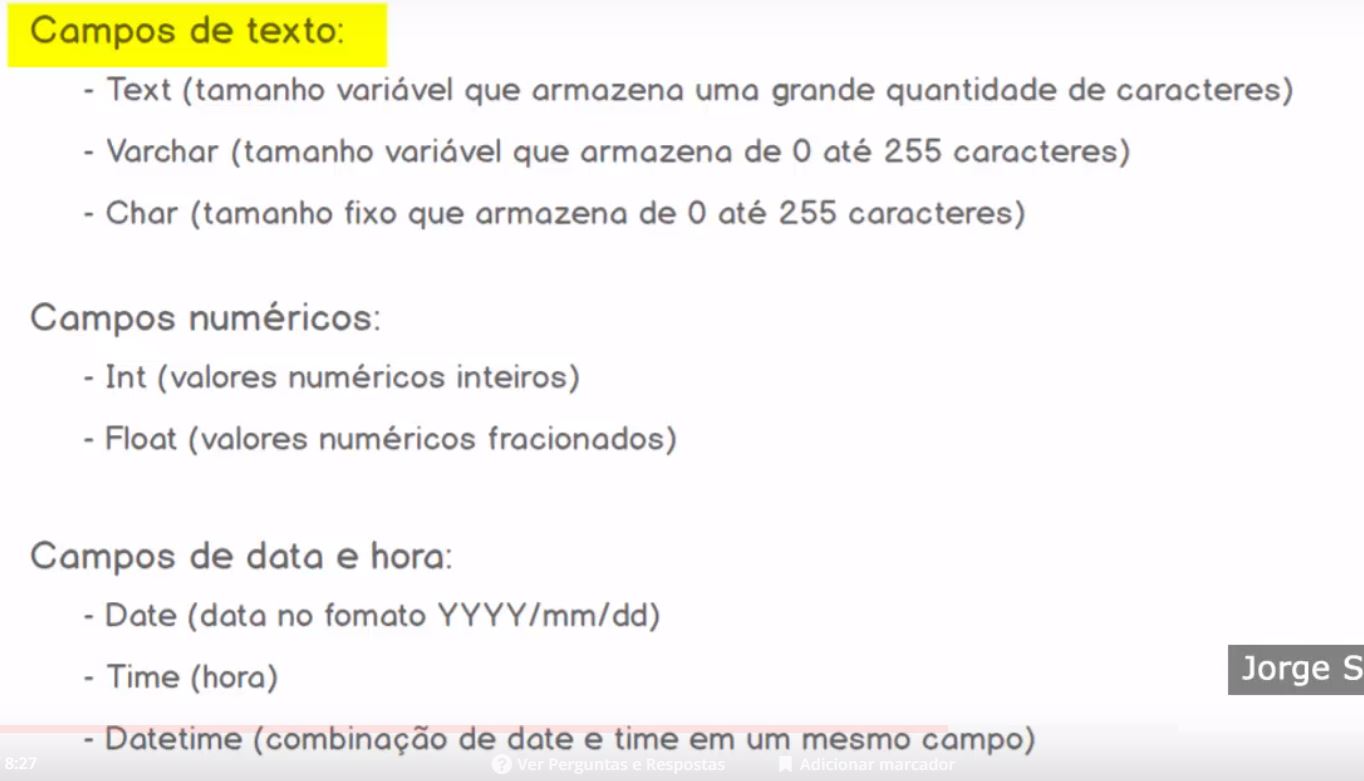 Campos de texto:
- Text (tamanho variável que armazena uma grande quantidade de caracteres)
- Varchar (tamanho variável que armazena de 0 até 255 caracteres)
- Char (tamanho fixo que armazena de 0 até 255 caracteres)
Campos numéricos:
- Int (valores numéricos inteiros)
- Float (valores numéricos fracionados)
Campos de data e hora:
- Date (data no fomato YYYY/mm/dd)
- Time (hora)
Jorge S
- Datetime (combinação de date e time em um mesmo campo)
8:27 Ver Perguntas e Respostas Adicionar marcador